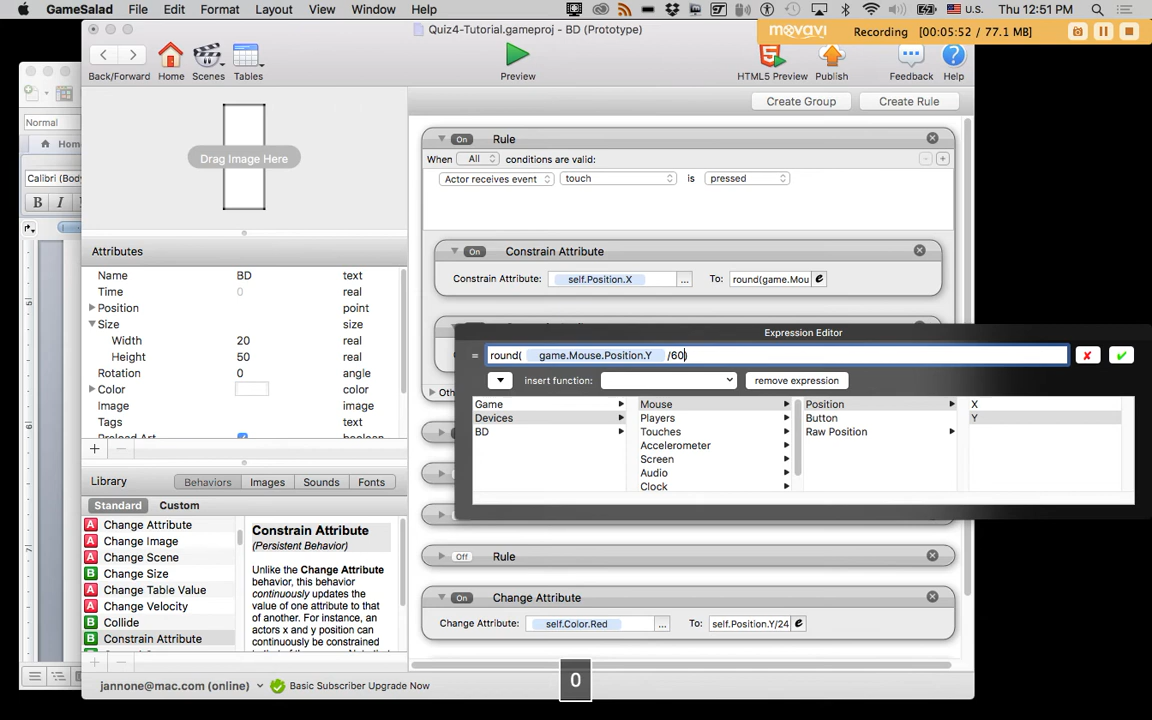 GameSalad File Edit Format Layout View Window Help U.S. Thu 12:51 PM
movavi Recording [00:05:52 / 77.1 MB]
Quiz4-Tutorial.gameproj - BD (Prototype)
Back/Forward Home Scenes Tables Preview HTML5 Preview Publish Feedback Help
Create Group Create Rule
Normal
Hom
Calibri (Body
B I
Drag Image Here
On Rule
When All conditions are valid:
Actor receives event touch is pressed
On Constrain Attribute
Constrain Attribute: self.Position.X ... To: round(game.Mou e
Attributes
Name BD text
Time 0 real
Position point
Size size
Width 20 real
Height 50 real
Rotation 0 angle
Color color
Image image
Tags text
Preload Art boolean
Expression Editor
= round( game.Mouse.Position.Y /60)
insert function: remove expression
Game Mouse Position X
Devices Players Button Y
BD Touches Raw Position
Accelerometer
Screen
Audio
Clock
Library Behaviors Images Sounds Fonts
Standard Custom
Change Attribute
Change Image
Change Scene
Change Size
Change Table Value
Change Velocity
Collide
Constrain Attribute
Constrain Attribute
(Persistent Behavior)
Unlike the Change Attribute
behavior, this behavior
continuously updates the
value of one attribute to that
of another. For instance, an
actors x and y position can
continuously be constrained
Off Rule
On Change Attribute
Change Attribute: self.Color.Red ... To: self.Position.Y/24 e
jannone@mac.com (online) Basic Subscriber Upgrade Now
0